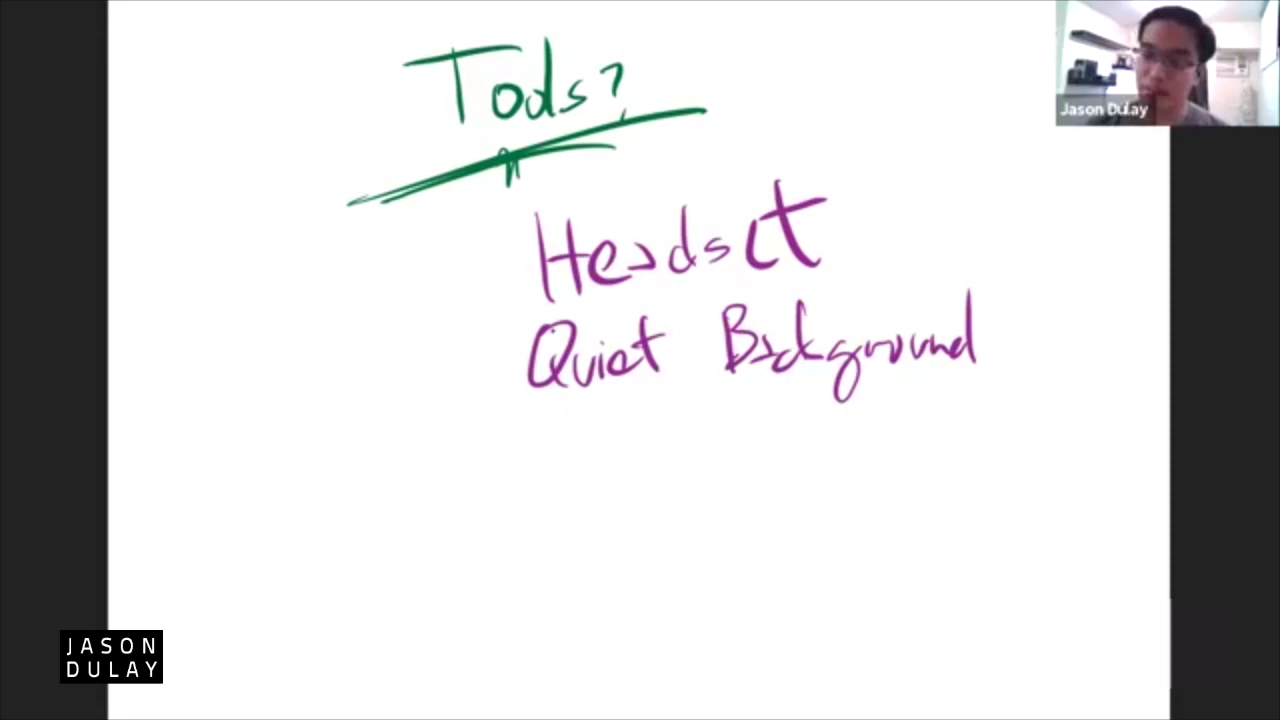 Tools?
Jason Dulay
Headset
Quiet Background
JASON
DULAY